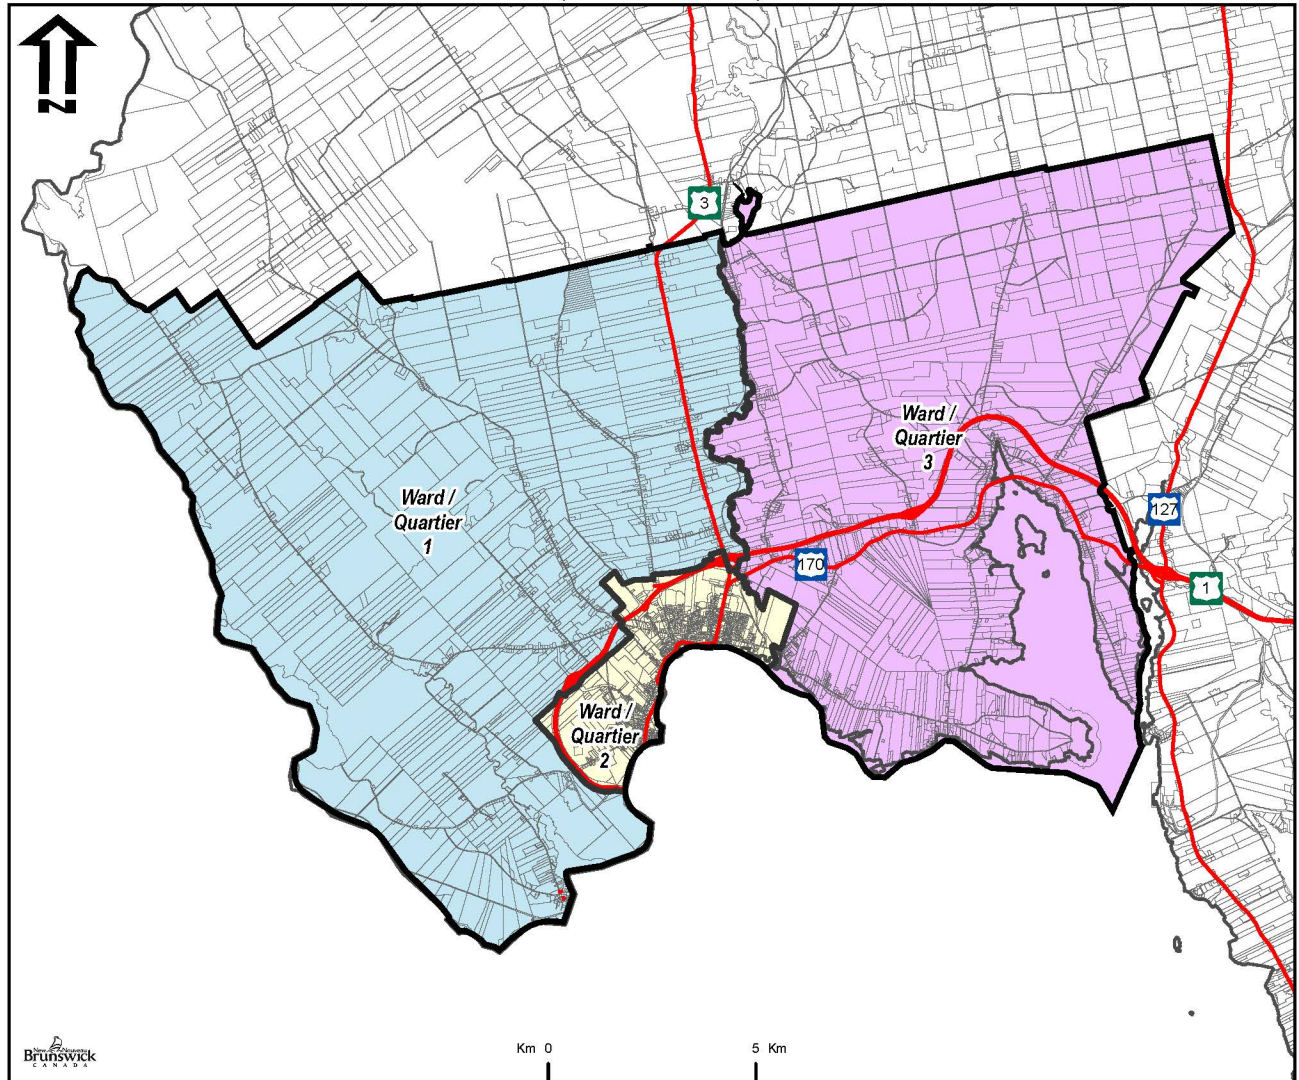 N
3
Ward /
Quartier
3
Ward /
Quartier
1
127
170
1
Ward /
Quartier
2
New Nouveau
Brunswick
CANADA
Km 0 5 Km